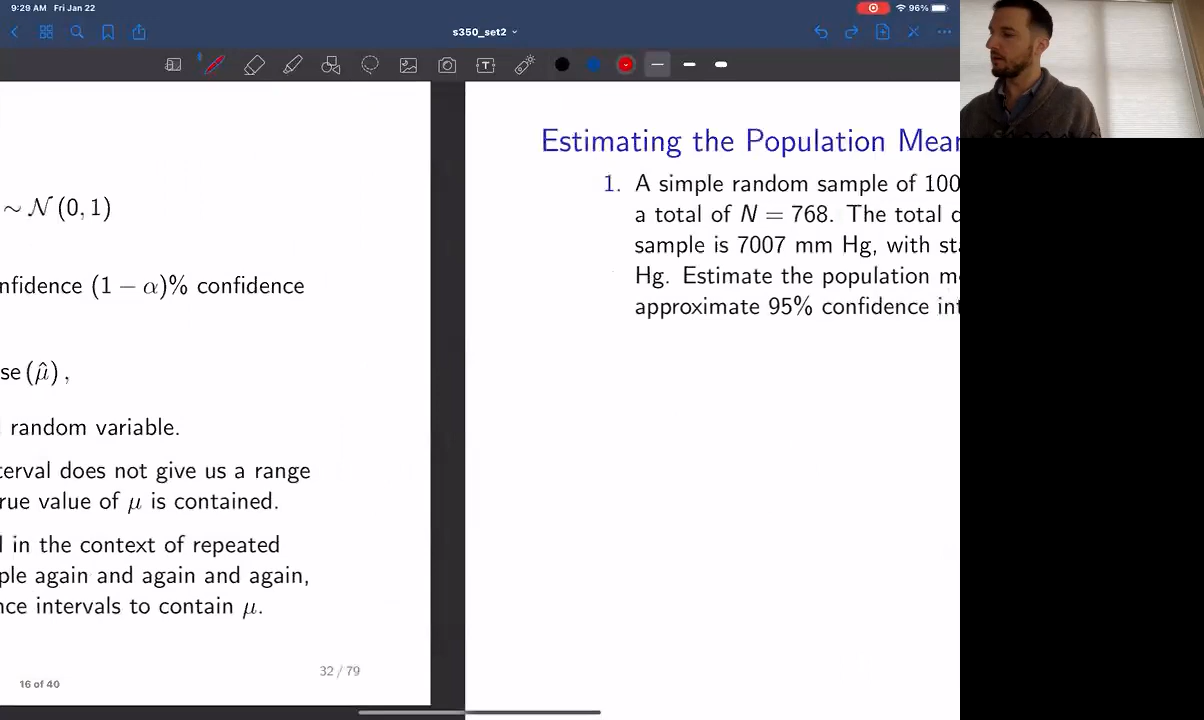 9:29 AM Fri Jan 22
96%
s350_set2
∼ N (0, 1)
nfidence (1 − α)% confidence
se (μ̂) ,
random variable.
terval does not give us a range
rue value of μ is contained.
in the context of repeated
ple again and again and again,
nce intervals to contain μ.
32 / 79
16 of 40
Estimating the Population Mean
1. A simple random sample of 100
a total of N = 768. The total d
sample is 7007 mm Hg, with sta
Hg. Estimate the population m
approximate 95% confidence int